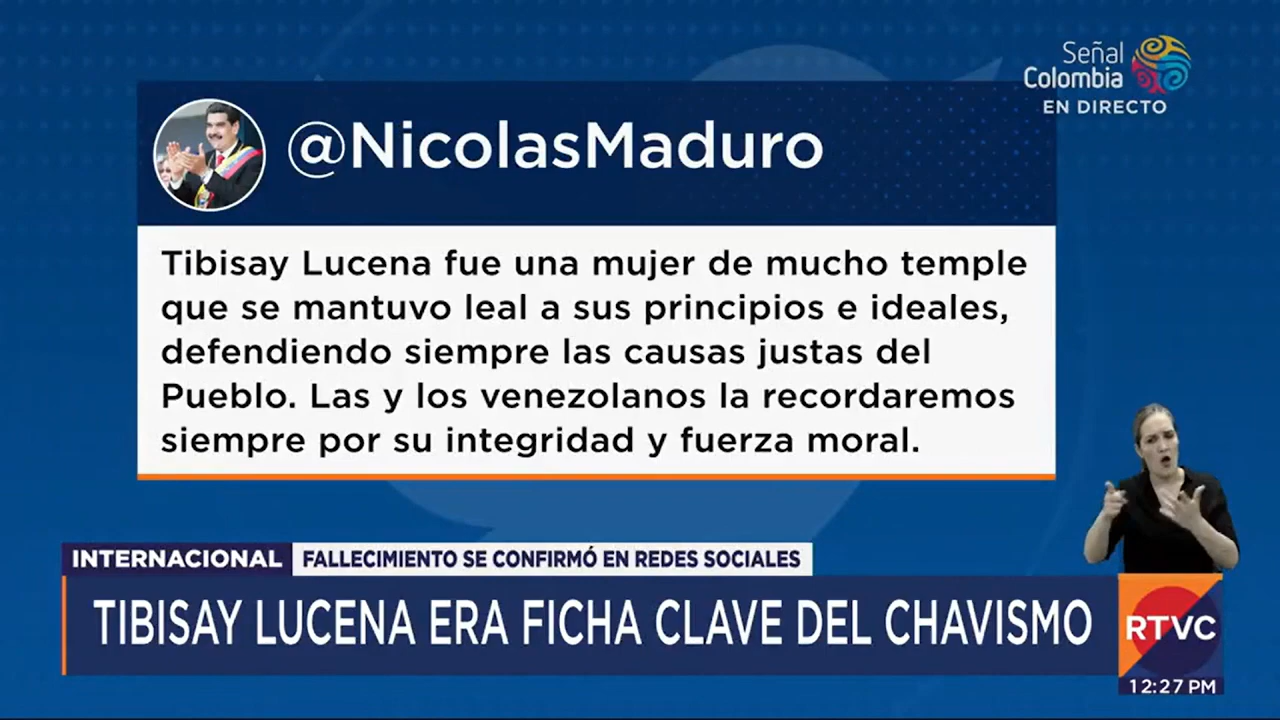 Señal
Colombia
EN DIRECTO
@NicolasMaduro
Tibisay Lucena fue una mujer de mucho temple
que se mantuvo leal a sus principios e ideales,
defendiendo siempre las causas justas del
Pueblo. Las y los venezolanos la recordaremos
siempre por su integridad y fuerza moral.
INTERNACIONAL FALLECIMIENTO SE CONFIRMÓ EN REDES SOCIALES
TIBISAY LUCENA ERA FICHA CLAVE DEL CHAVISMO
RTVC
12:27 PM